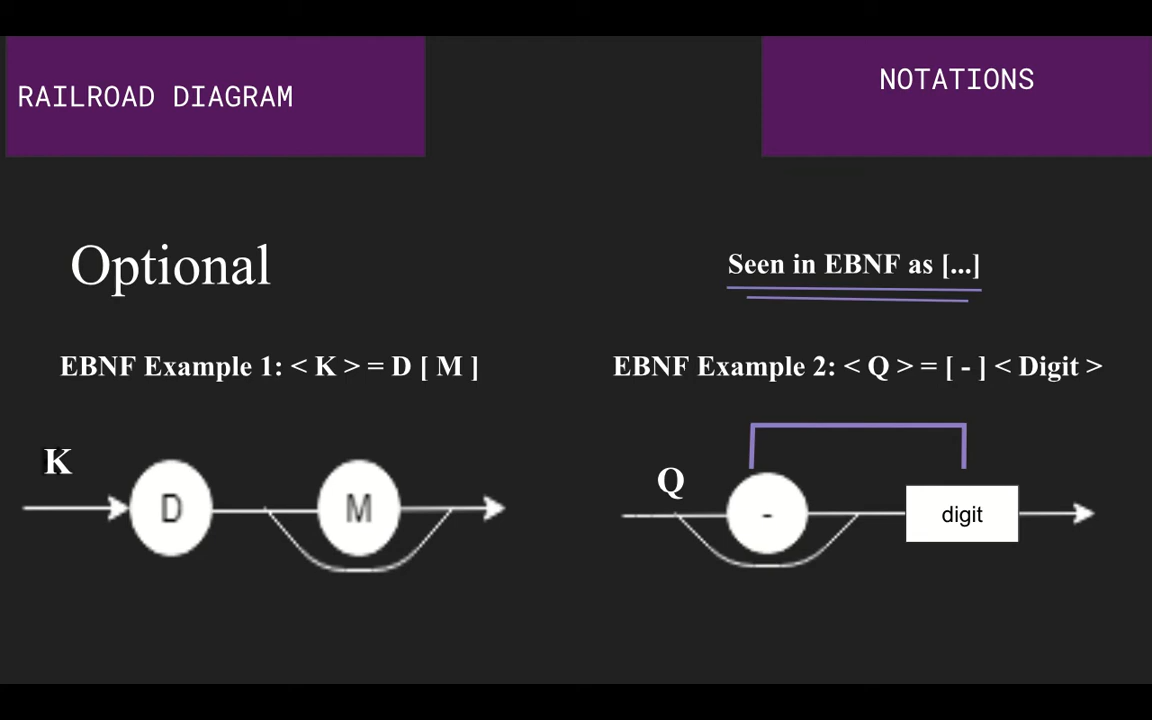 RAILROAD DIAGRAM
NOTATIONS
Optional
Seen in EBNF as [...]
EBNF Example 1: < K > = D [ M ]
EBNF Example 2: < Q > = [ - ] < Digit >
K
D
M
Q
-
digit